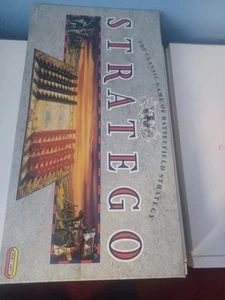 THE CLASSIC GAME OF BATTLEFIELD STRATEGY
STRATEGO